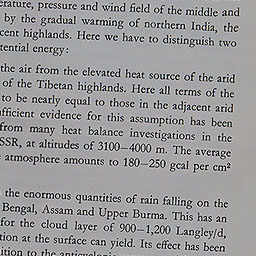 erature, pressure and wind field of the middle and
by the gradual warming of northern India, the
cent highlands. Here we have to distinguish two
tential energy:
the air from the elevated heat source of the arid
of the Tibetan highlands. Here all terms of the
to be nearly equal to those in the adjacent arid
fficient evidence for this assumption has been
from many heat balance investigations in the
SSR, at altitudes of 3100–4000 m. The average
atmosphere amounts to 180–250 gcal per cm²
the enormous quantities of rain falling on the
Bengal, Assam and Upper Burma. This has an
for the cloud layer of 900–1,200 Langley/d,
tion at the surface can yield. Its effect has been
ition to the anticyclonic